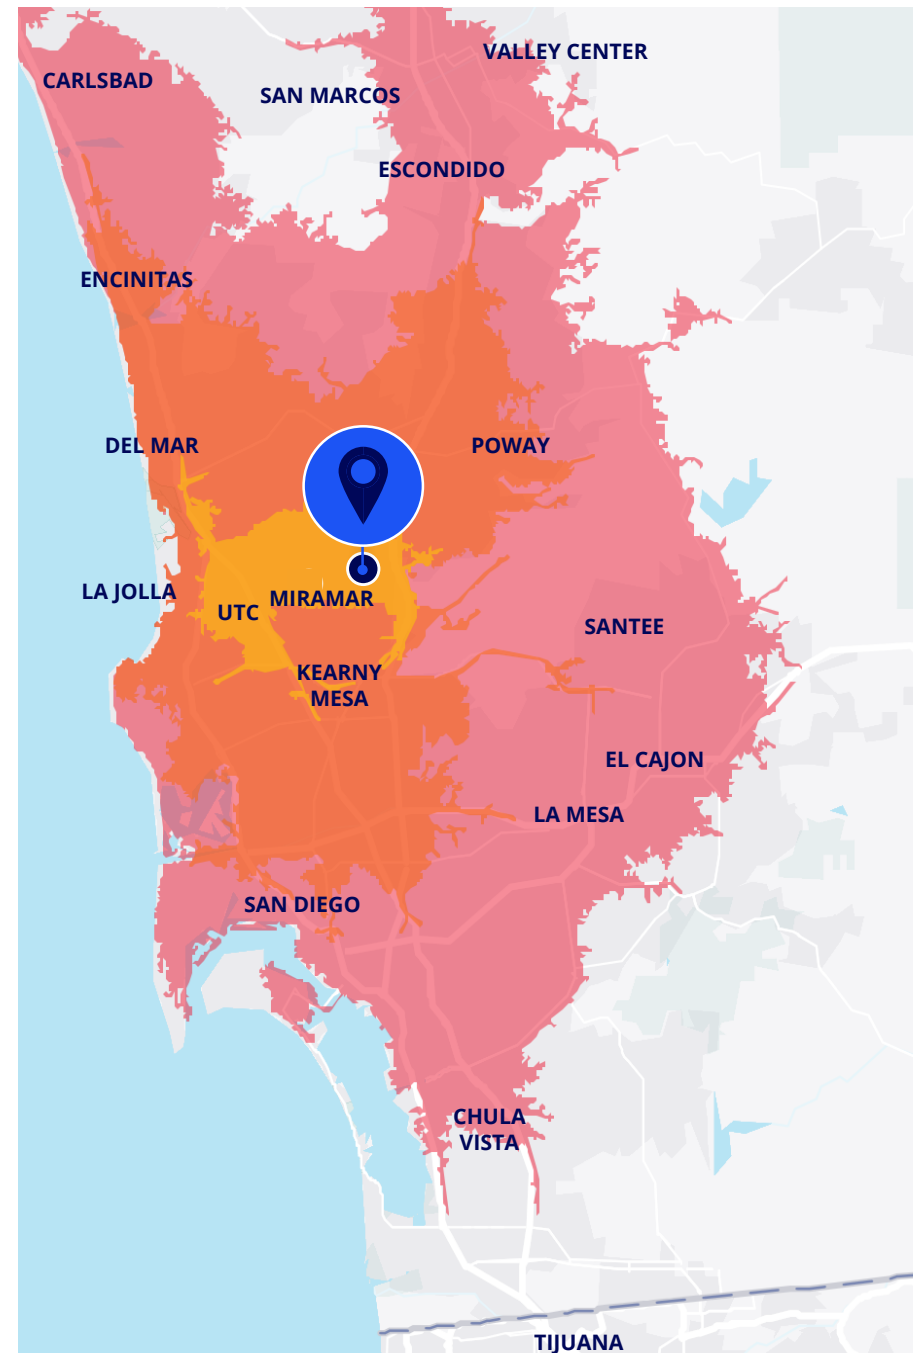 VALLEY CENTER
CARLSBAD
SAN MARCOS
ESCONDIDO
ENCINITAS
DEL MAR
POWAY
LA JOLLA
MIRAMAR
UTC
SANTEE
KEARNY
MESA
EL CAJON
LA MESA
SAN DIEGO
CHULA
VISTA
TIJUANA